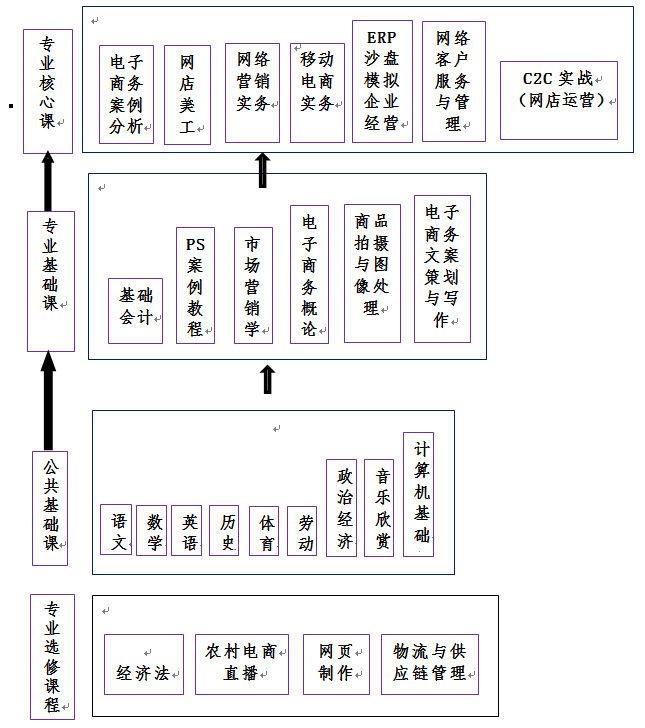 专业核心课
电子
商务
案例
分析
网店美工
网络
营销
实务
移动
电商
实务
ERP
沙盘
模拟
企业
经营
网络
客户
服务
与管
理
C2C 实战
（网店运营）
专业基础课
基础
会计
PS
案例教程
市场营销学
电子商务概论
商品
拍摄
与图
像处
理
电子
商务
文案
策划
与写
作
公共基础课
语文
数学
英语
历史
体育
劳动
政治经济
音乐欣赏
计算机基础
专业选修课程
经济法
农村电商
直播
网页
制作
物流与供
应链管理